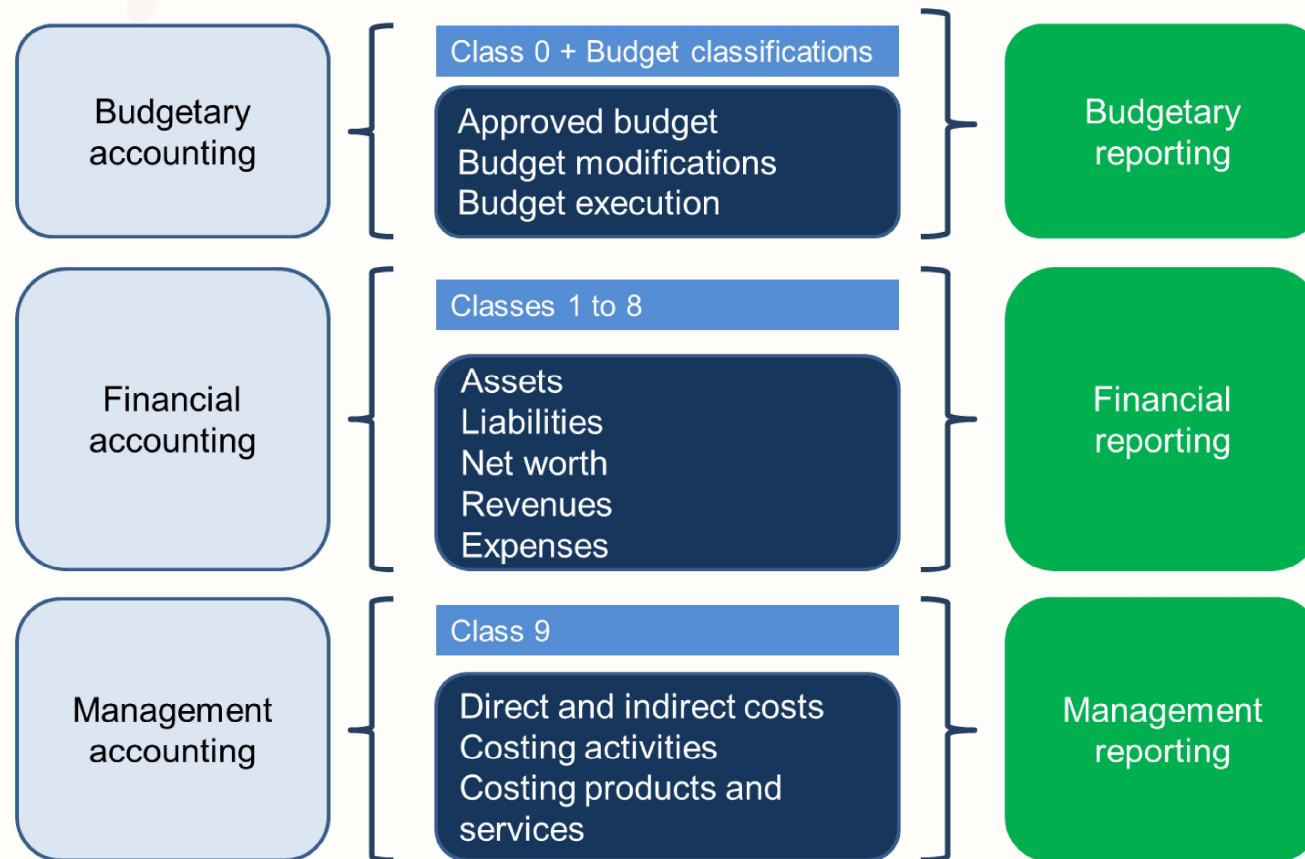 Budgetary
accounting
Class 0 + Budget classifications
Approved budget
Budget modifications
Budget execution
Budgetary
reporting
Financial
accounting
Classes 1 to 8
Assets
Liabilities
Net worth
Revenues
Expenses
Financial
reporting
Management
accounting
Class 9
Direct and indirect costs
Costing activities
Costing products and
services
Management
reporting